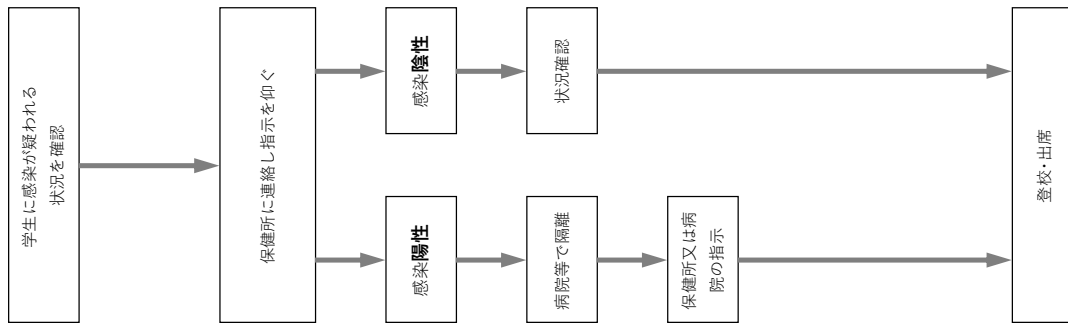 学生に感染が疑われる
状況を確認
保健所に連絡し指示を仰ぐ
感染陰性
状況確認
感染陽性
病院等で隔離
保健所又は病
院の指示
登校・出席